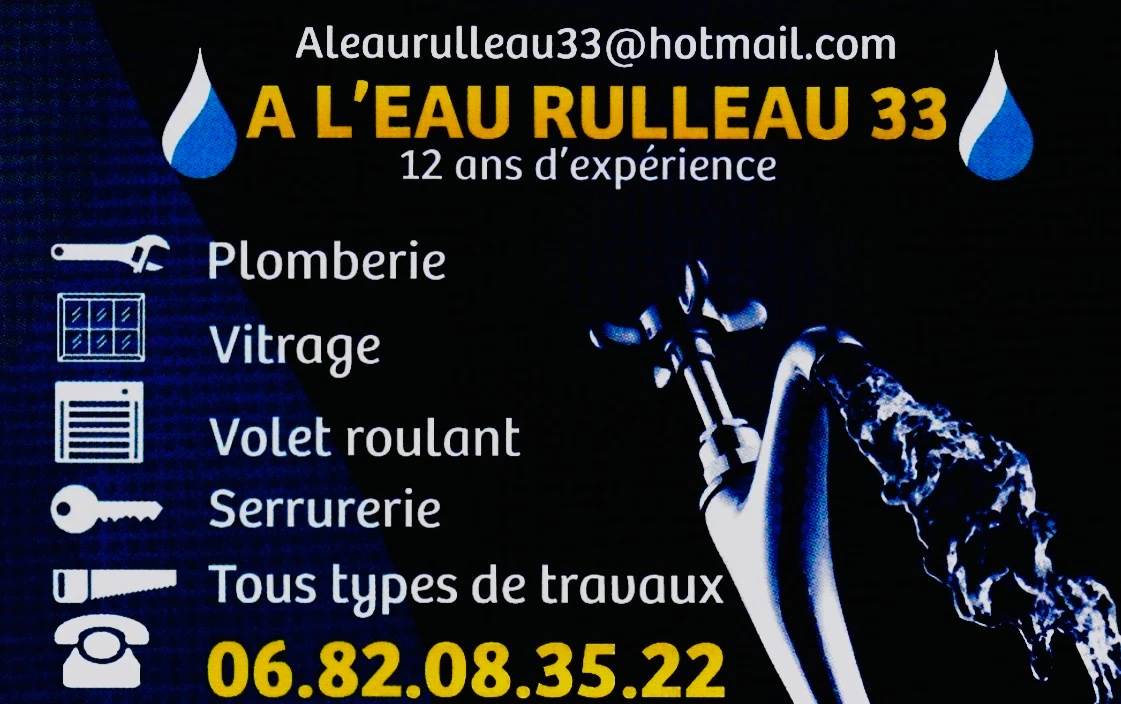 Aleaurulleau33@hotmail.com
A L'EAU RULLEAU 33
12 ans d'expérience
Plomberie
Vitrage
Volet roulant
Serrurerie
Tous types de travaux
06.82.08.35.22